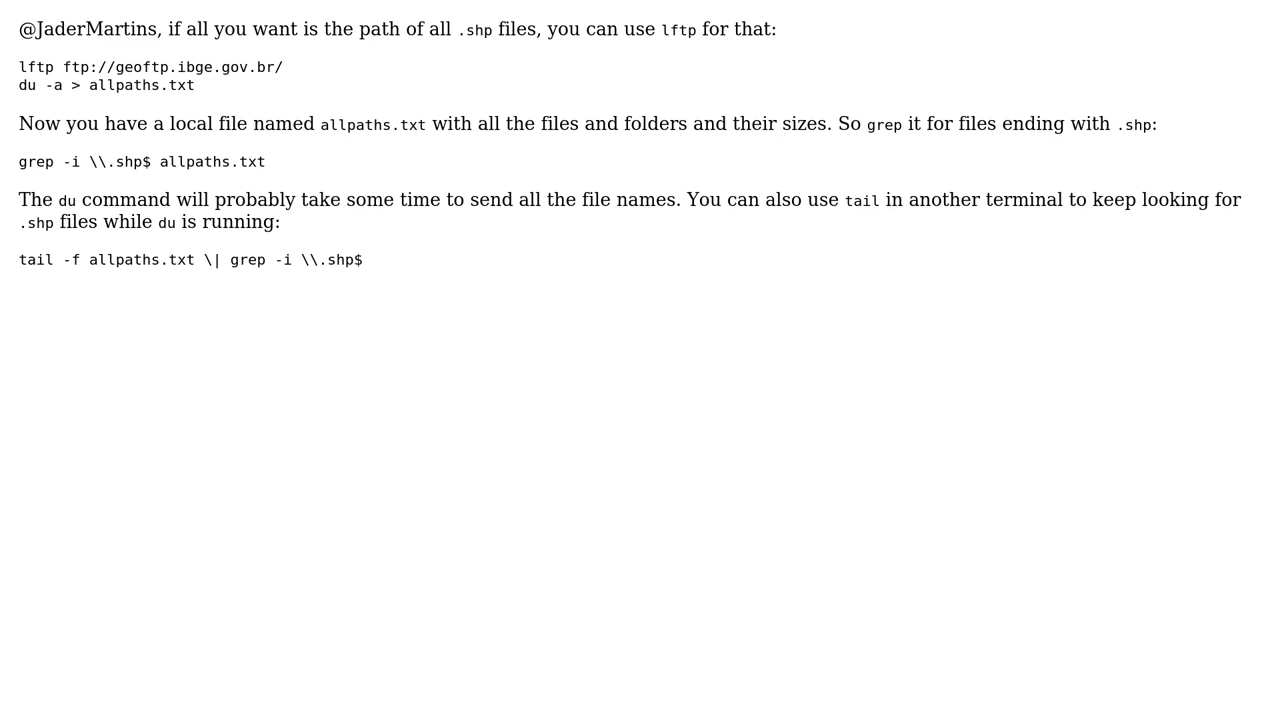 @JaderMartins, if all you want is the path of all .shp files, you can use lftp for that:
lftp ftp://geoftp.ibge.gov.br/
du -a > allpaths.txt
Now you have a local file named allpaths.txt with all the files and folders and their sizes. So grep it for files ending with .shp:
grep -i \\.shp$ allpaths.txt
The du command will probably take some time to send all the file names. You can also use tail in another terminal to keep looking for
.shp files while du is running:
tail -f allpaths.txt \| grep -i \\.shp$